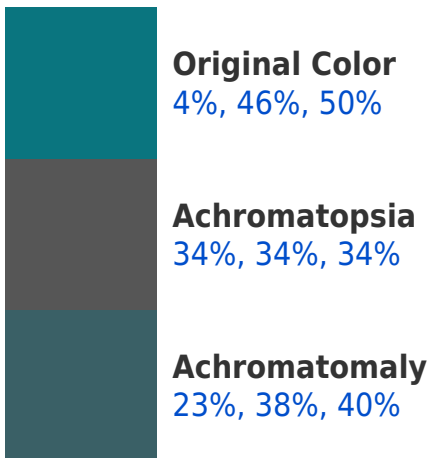 Original Color
4%, 46%, 50%
Achromatopsia
34%, 34%, 34%
Achromatomaly
23%, 38%, 40%